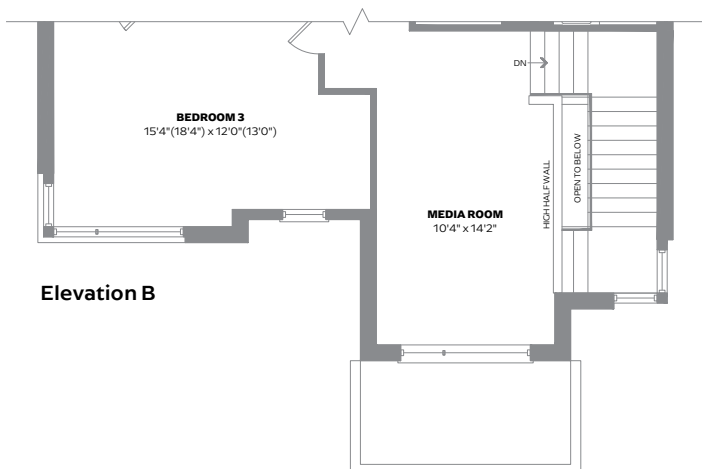 DN
BEDROOM 3
15'4"(18'4") x 12'0"(13'0")
HIGH HALF WALL
OPEN TO BELOW
MEDIA ROOM
10'4" x 14'2"
Elevation B